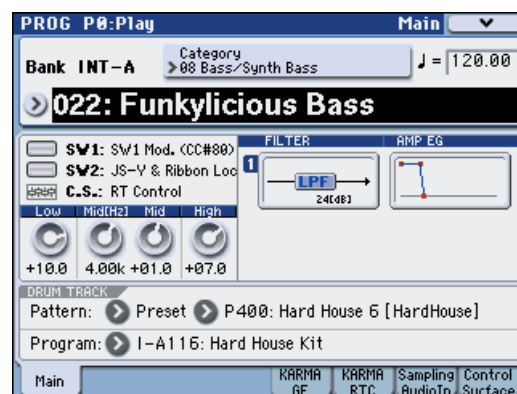 PROG P0:Play Main
Bank INT-A
Category
08 Bass/Synth Bass
♩ = 120.00
022: Funkylicious Bass
SW1: SW1 Mod. (CC#80)
SW2: JS-Y & Ribbon Loc
C.S.: RT Control
Low Mid[Hz] Mid High
+10.0 4.00k +01.0 +07.0
FILTER
1
LPF
24[dB]
AMP EG
DRUM TRACK
Pattern: Preset P400: Hard House 6 [HardHouse]
Program: I-A116: Hard House Kit
Main
KARMA GE
KARMA RTC
Sampling AudioIn
Control Surface